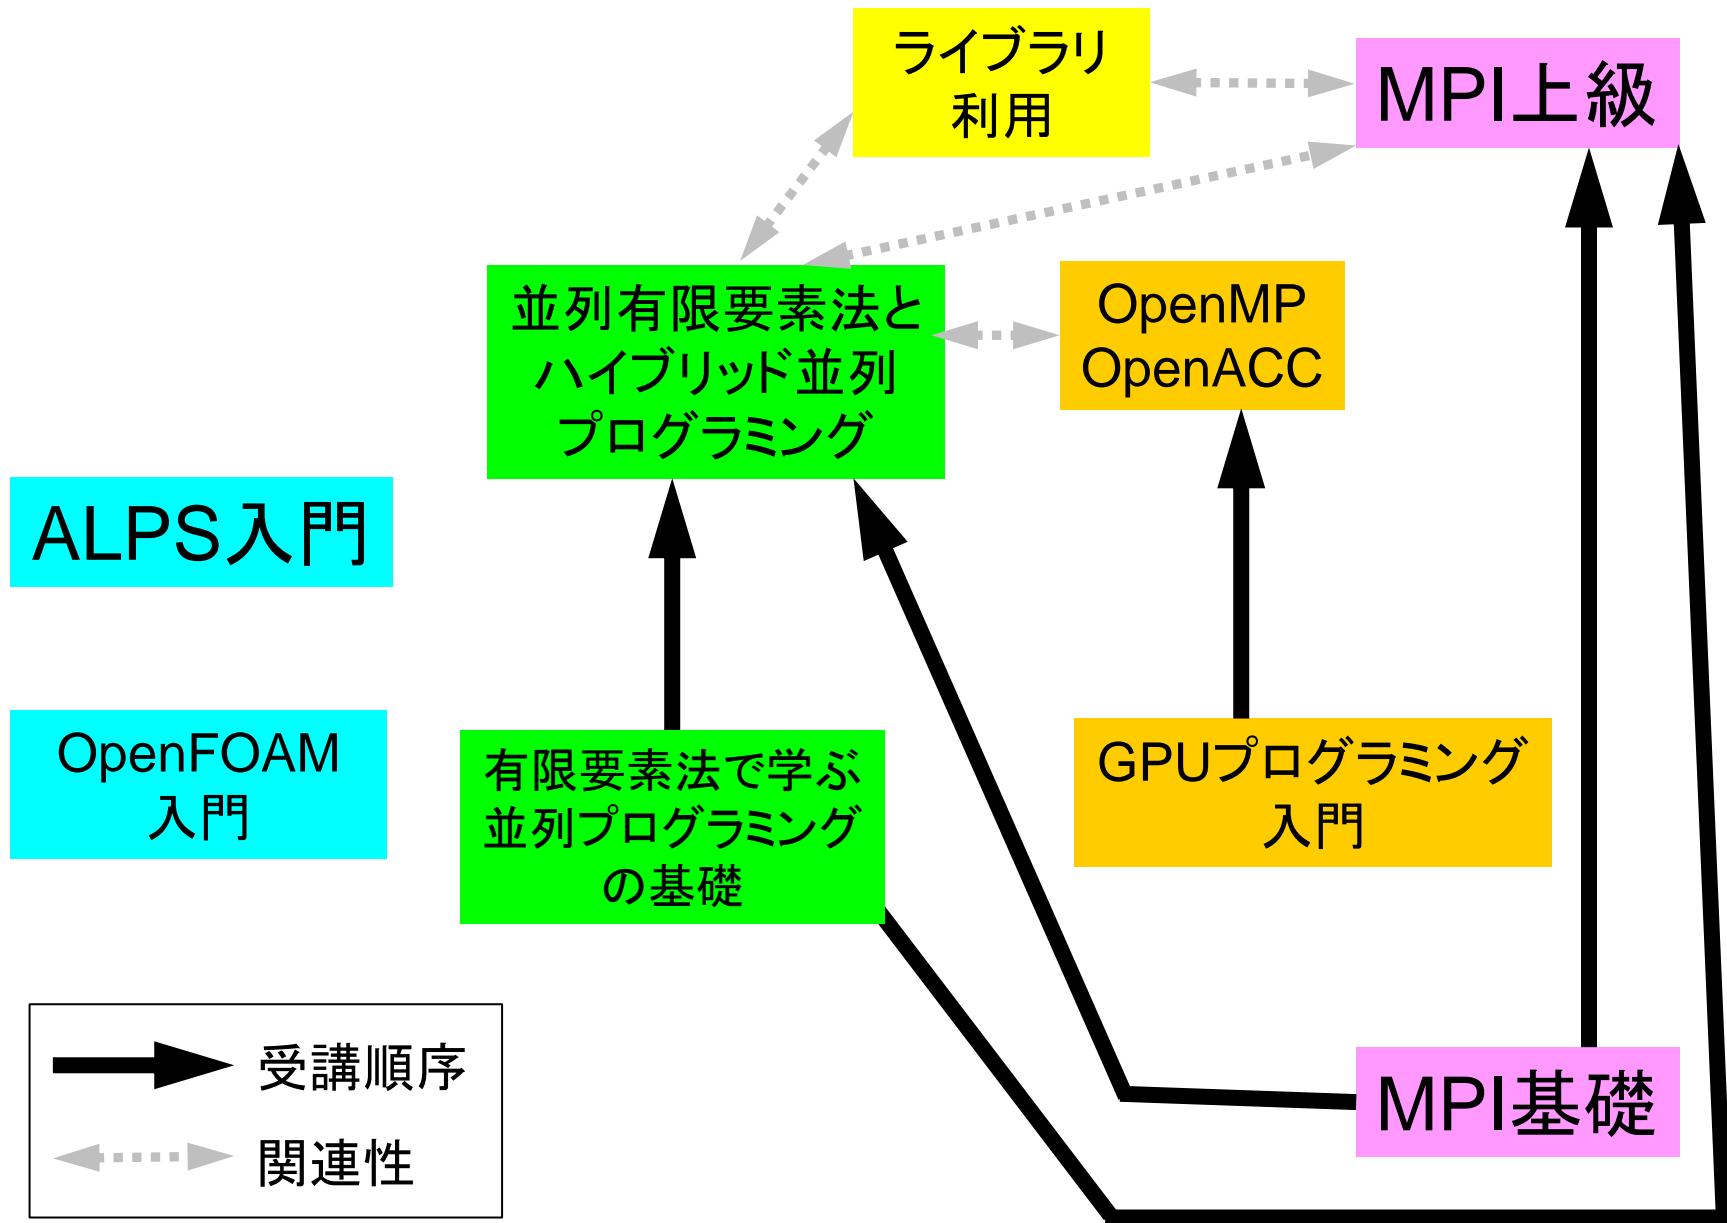 ライブラリ
利用
MPI上級
並列有限要素法と
ハイブリッド並列
プログラミング
OpenMP
OpenACC
ALPS入門
OpenFOAM
入門
有限要素法で学ぶ
並列プログラミング
の基礎
GPUプログラミング
入門
MPI基礎
受講順序
関連性